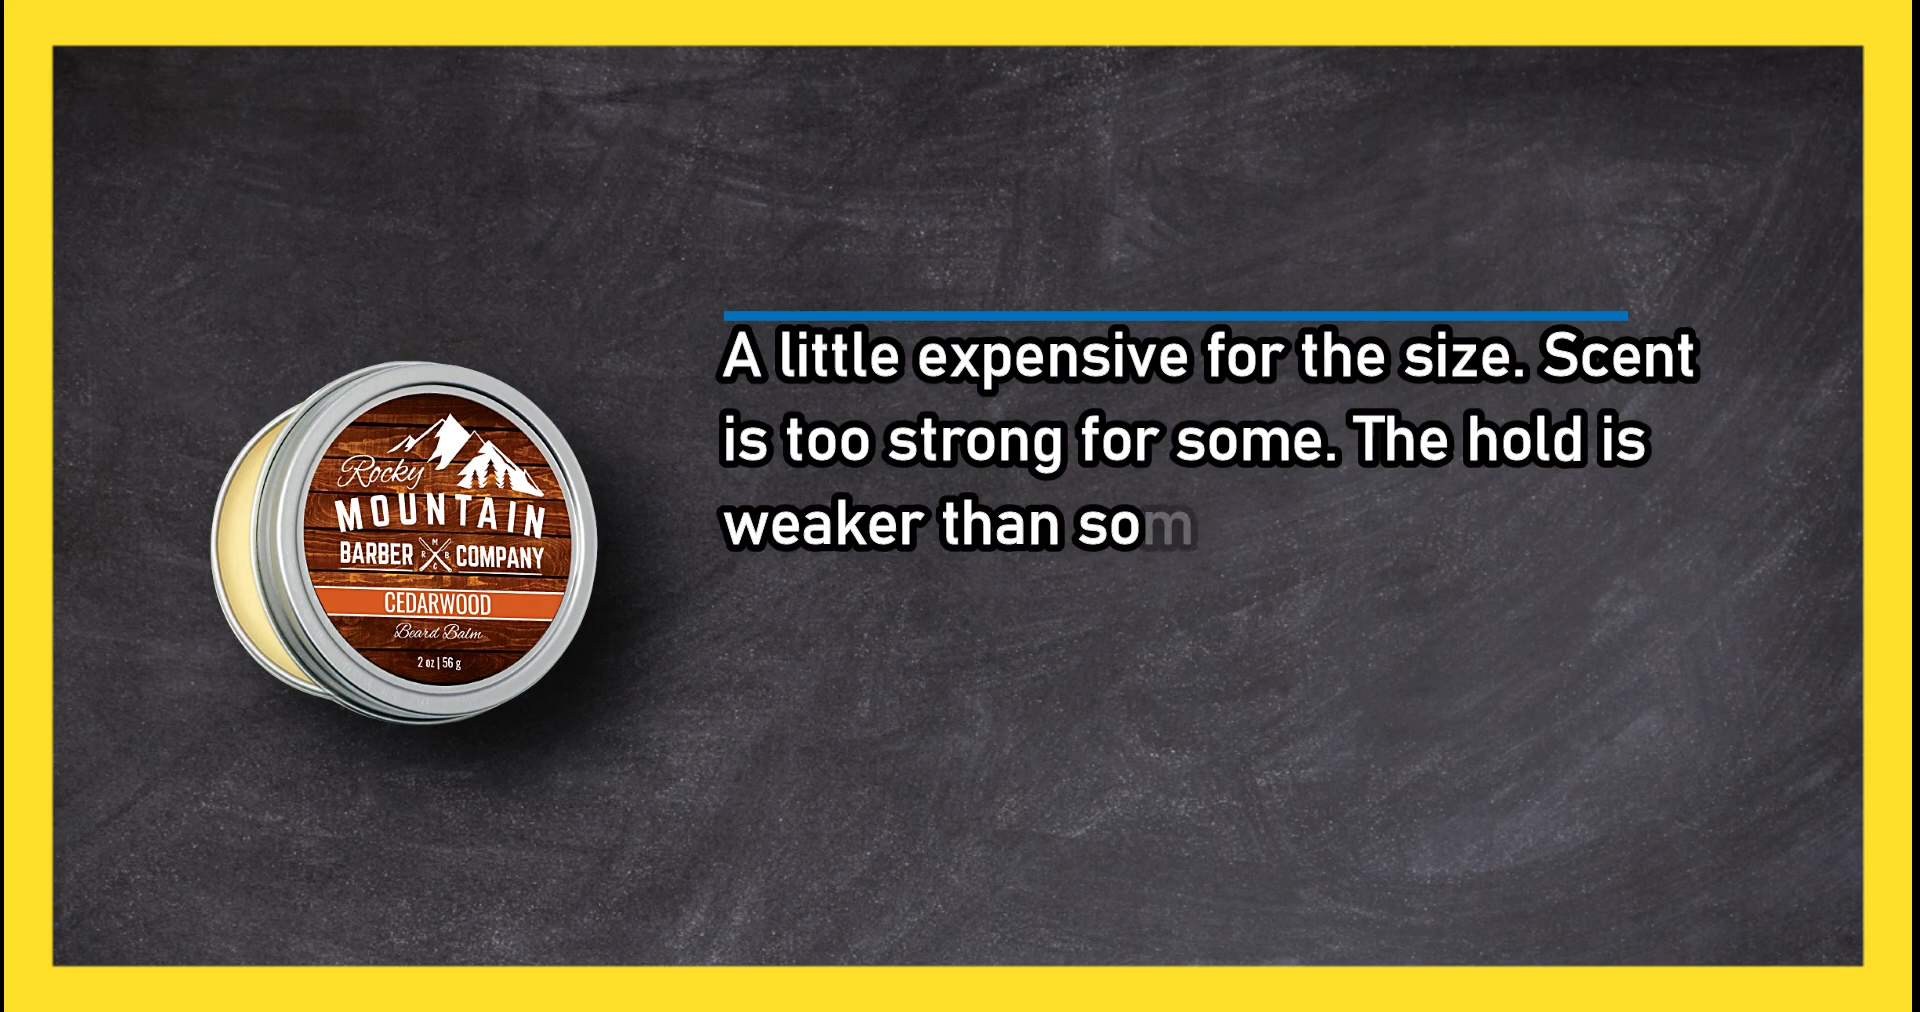 A little expensive for the size. Scent
is too strong for some. The hold is
weaker than som
Rocky
MOUNTAIN
BARBER COMPANY
M
R B
C
CEDARWOOD
Beard Balm
2 oz | 56 g